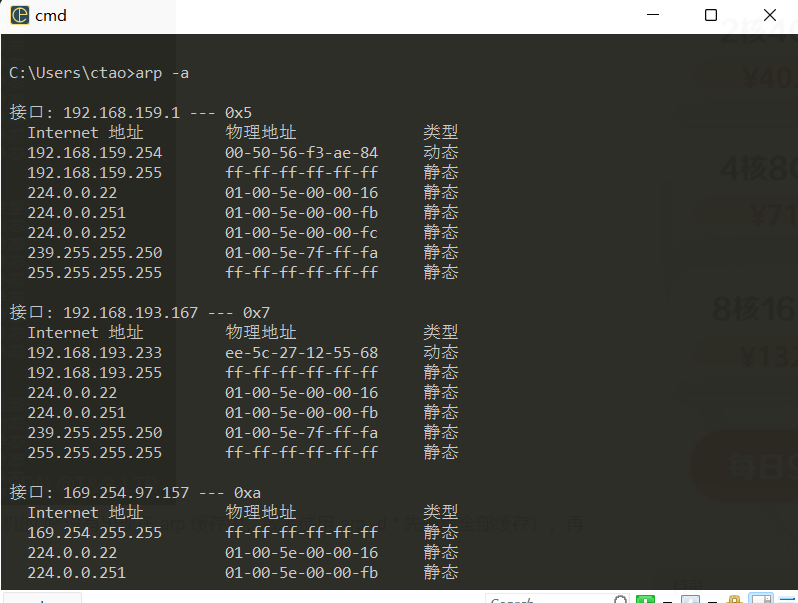 cmd
C:\Users\ctao>arp -a
接口: 192.168.159.1 --- 0x5
Internet 地址 物理地址 类型
192.168.159.254 00-50-56-f3-ae-84 动态
192.168.159.255 ff-ff-ff-ff-ff-ff 静态
224.0.0.22 01-00-5e-00-00-16 静态
224.0.0.251 01-00-5e-00-00-fb 静态
224.0.0.252 01-00-5e-00-00-fc 静态
239.255.255.250 01-00-5e-7f-ff-fa 静态
255.255.255.255 ff-ff-ff-ff-ff-ff 静态
接口: 192.168.193.167 --- 0x7
Internet 地址 物理地址 类型
192.168.193.233 ee-5c-27-12-55-68 动态
192.168.193.255 ff-ff-ff-ff-ff-ff 静态
224.0.0.22 01-00-5e-00-00-16 静态
224.0.0.251 01-00-5e-00-00-fb 静态
239.255.255.250 01-00-5e-7f-ff-fa 静态
255.255.255.255 ff-ff-ff-ff-ff-ff 静态
接口: 169.254.97.157 --- 0xa
Internet 地址 物理地址 类型
169.254.255.255 ff-ff-ff-ff-ff-ff 静态
224.0.0.22 01-00-5e-00-00-16 静态
224.0.0.251 01-00-5e-00-00-fb 静态